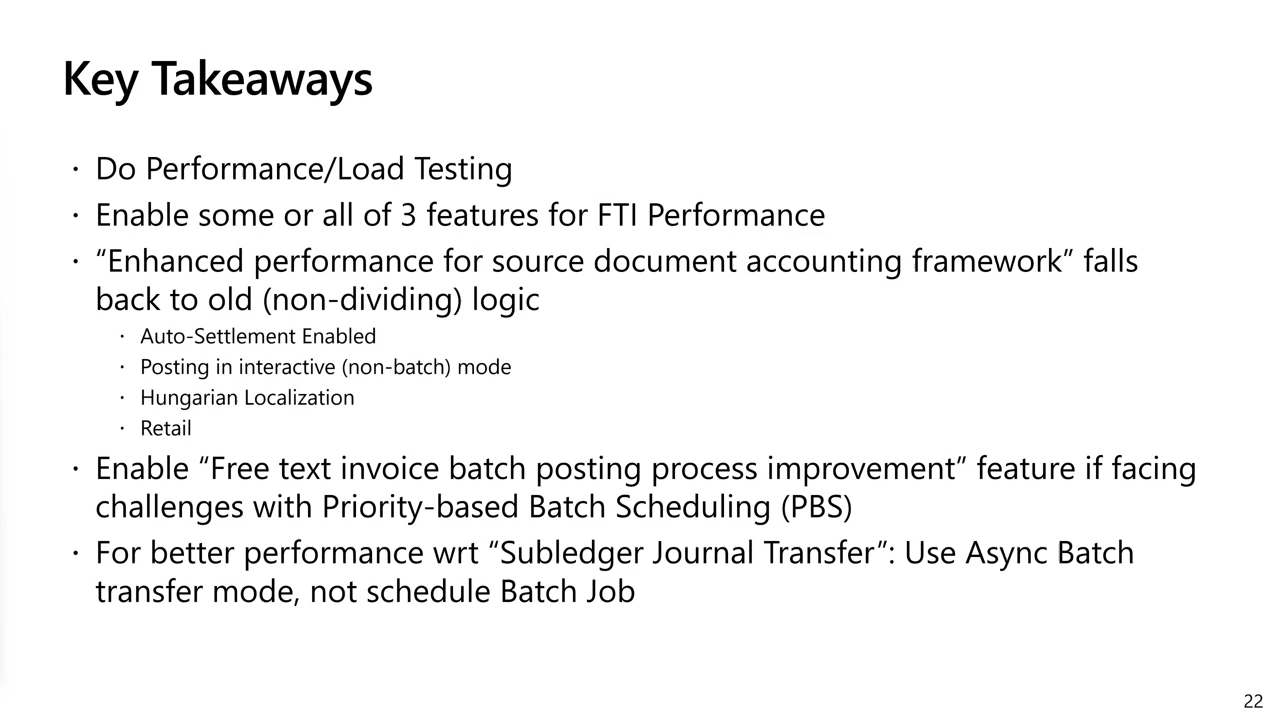 Key Takeaways
· Do Performance/Load Testing
· Enable some or all of 3 features for FTI Performance
· “Enhanced performance for source document accounting framework” falls
back to old (non-dividing) logic
· Auto-Settlement Enabled
· Posting in interactive (non-batch) mode
· Hungarian Localization
· Retail
· Enable “Free text invoice batch posting process improvement” feature if facing
challenges with Priority-based Batch Scheduling (PBS)
· For better performance wrt “Subledger Journal Transfer”: Use Async Batch
transfer mode, not schedule Batch Job
22